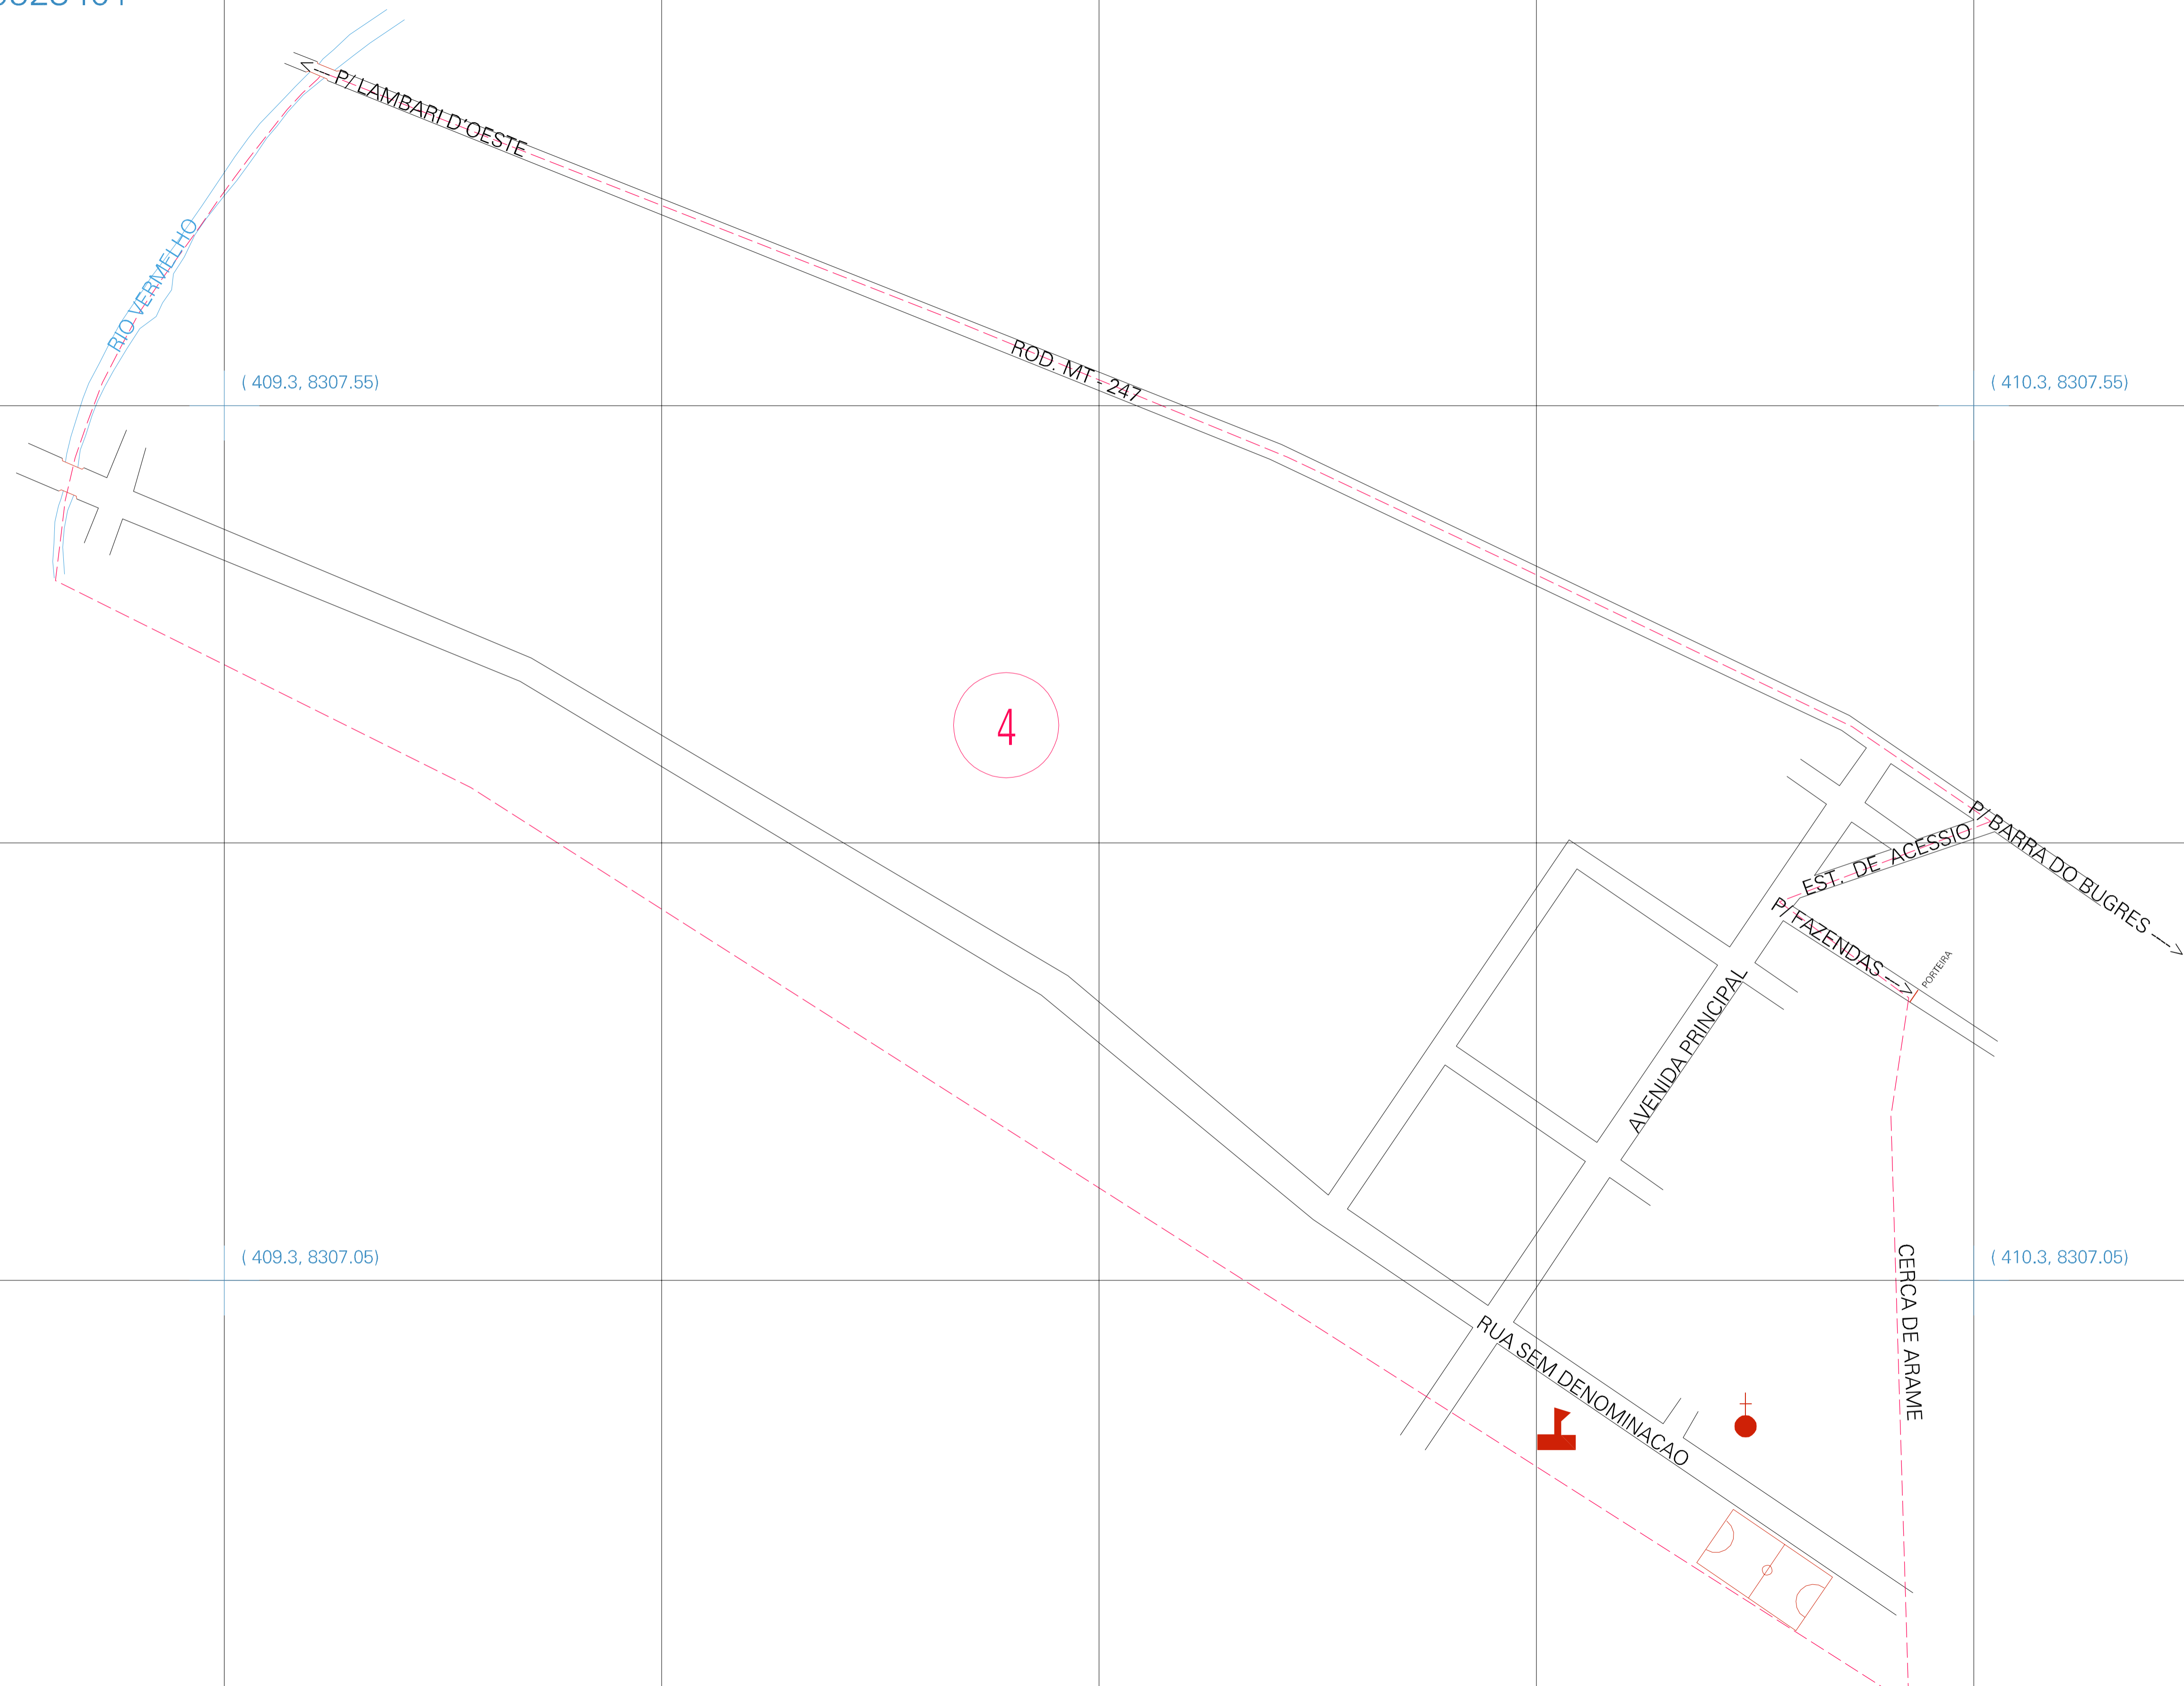 P/ LAMBARI D'OESTE
RIO VERMELHO
ROD. MT - 247
( 409.3, 8307.55)
( 410.3, 8307.55)
4
P/ BARRA DO BUGRES
EST. DE ACESSIO
P/ FAZENDAS
PORTEIRA
AVENIDA PRINCIPAL
( 409.3, 8307.05)
( 410.3, 8307.05)
CERCA DE ARAME
RUA SEM DENOMINACAO